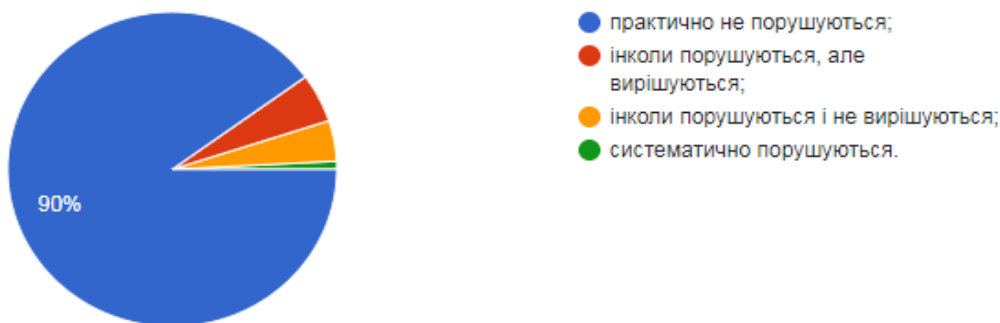 90%
практично не порушуються;
інколи порушуються, але
вирішуються;
інколи порушуються і не вирішуються;
систематично порушуються.